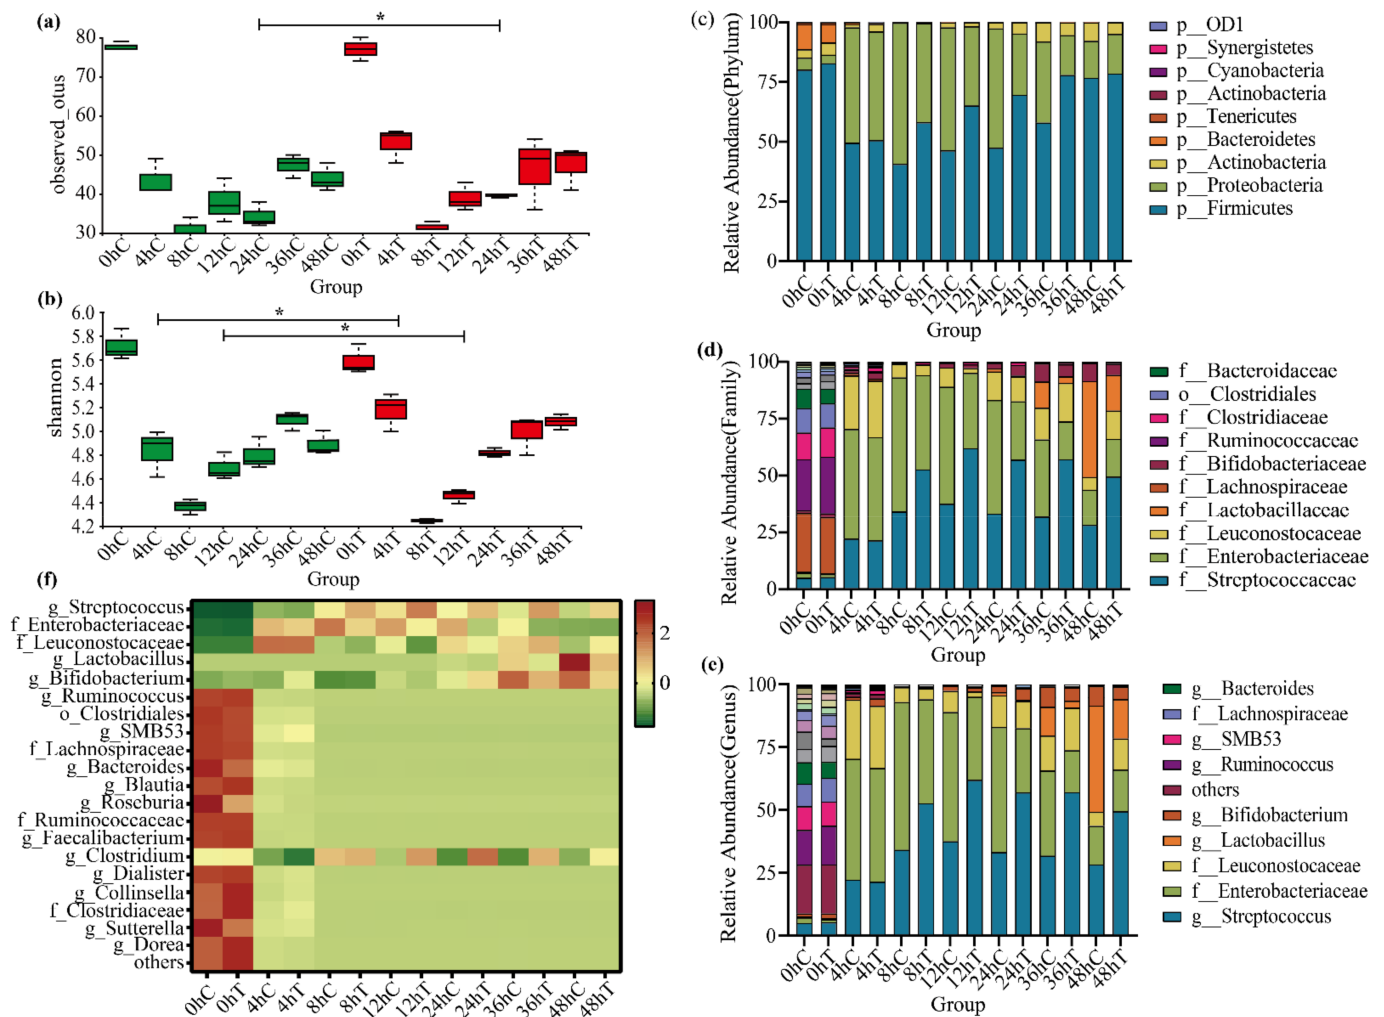 (a)
*
80
70
60
50
40
30
observed_otus
0hC
4hC
8hC
12hC
24hC
36hC
48hC
0hT
4hT
8hT
12hT
24hT
36hT
48hT
Group
(b)
*
*
6.0
5.8
5.6
5.4
5.2
5.0
4.8
4.6
4.4
4.2
shannon
0hC
4hC
8hC
12hC
24hC
36hC
48hC
0hT
4hT
8hT
12hT
24hT
36hT
48hT
Group
(f)
g_Streptococcus
f_Enterobacteriaceae
f_Leuconostocaceae
g_Lactobacillus
g_Bifidobacterium
g_Ruminococcus
o_Clostridiales
g_SMB53
f_Lachnospiraceae
g_Bacteroides
g_Blautia
g_Roseburia
f_Ruminococcaceae
g_Faecalibacterium
g_Clostridium
g_Dialister
g_Collinsella
f_Clostridiaceae
g_Sutterella
g_Dorea
others
0hC
0hT
4hC
4hT
8hC
8hT
12hC
12hT
24hC
24hT
36hC
36hT
48hC
48hT
2
0
-2
(c)
Relative Abundance(Phylum)
100
75
50
25
0
0hC
0hT
4hC
4hT
8hC
8hT
12hC
12hT
24hC
24hT
36hC
36hT
48hC
48hT
Group
p__OD1
p__Synergistetes
p__Cyanobacteria
p__Actinobacteria
p__Tenericutes
p__Bacteroidetes
p__Actinobacteria
p__Proteobacteria
p__Firmicutes
(d)
Relative Abundance(Family)
100
75
50
25
0
0hC
0hT
4hC
4hT
8hC
8hT
12hC
12hT
24hC
24hT
36hC
36hT
48hC
48hT
Group
f__Bacteroidaceae
o__Clostridiales
f__Clostridiaceae
f__Ruminococcaceae
f__Bifidobacteriaceae
f__Lachnospiraceae
f__Lactobacillaceae
f__Leuconostocaceae
f__Enterobacteriaceae
f__Streptococcaceae
(e)
Relative Abundance(Genus)
100
75
50
25
0
0hC
0hT
4hC
4hT
8hC
8hT
12hC
12hT
24hC
24hT
36hC
36hT
48hC
48hT
Group
g__Bacteroides
f__Lachnospiraceae
g__SMB53
g__Ruminococcus
others
g__Bifidobacterium
g__Lactobacillus
f__Leuconostocaceae
f__Enterobacteriaceae
g__Streptococcus